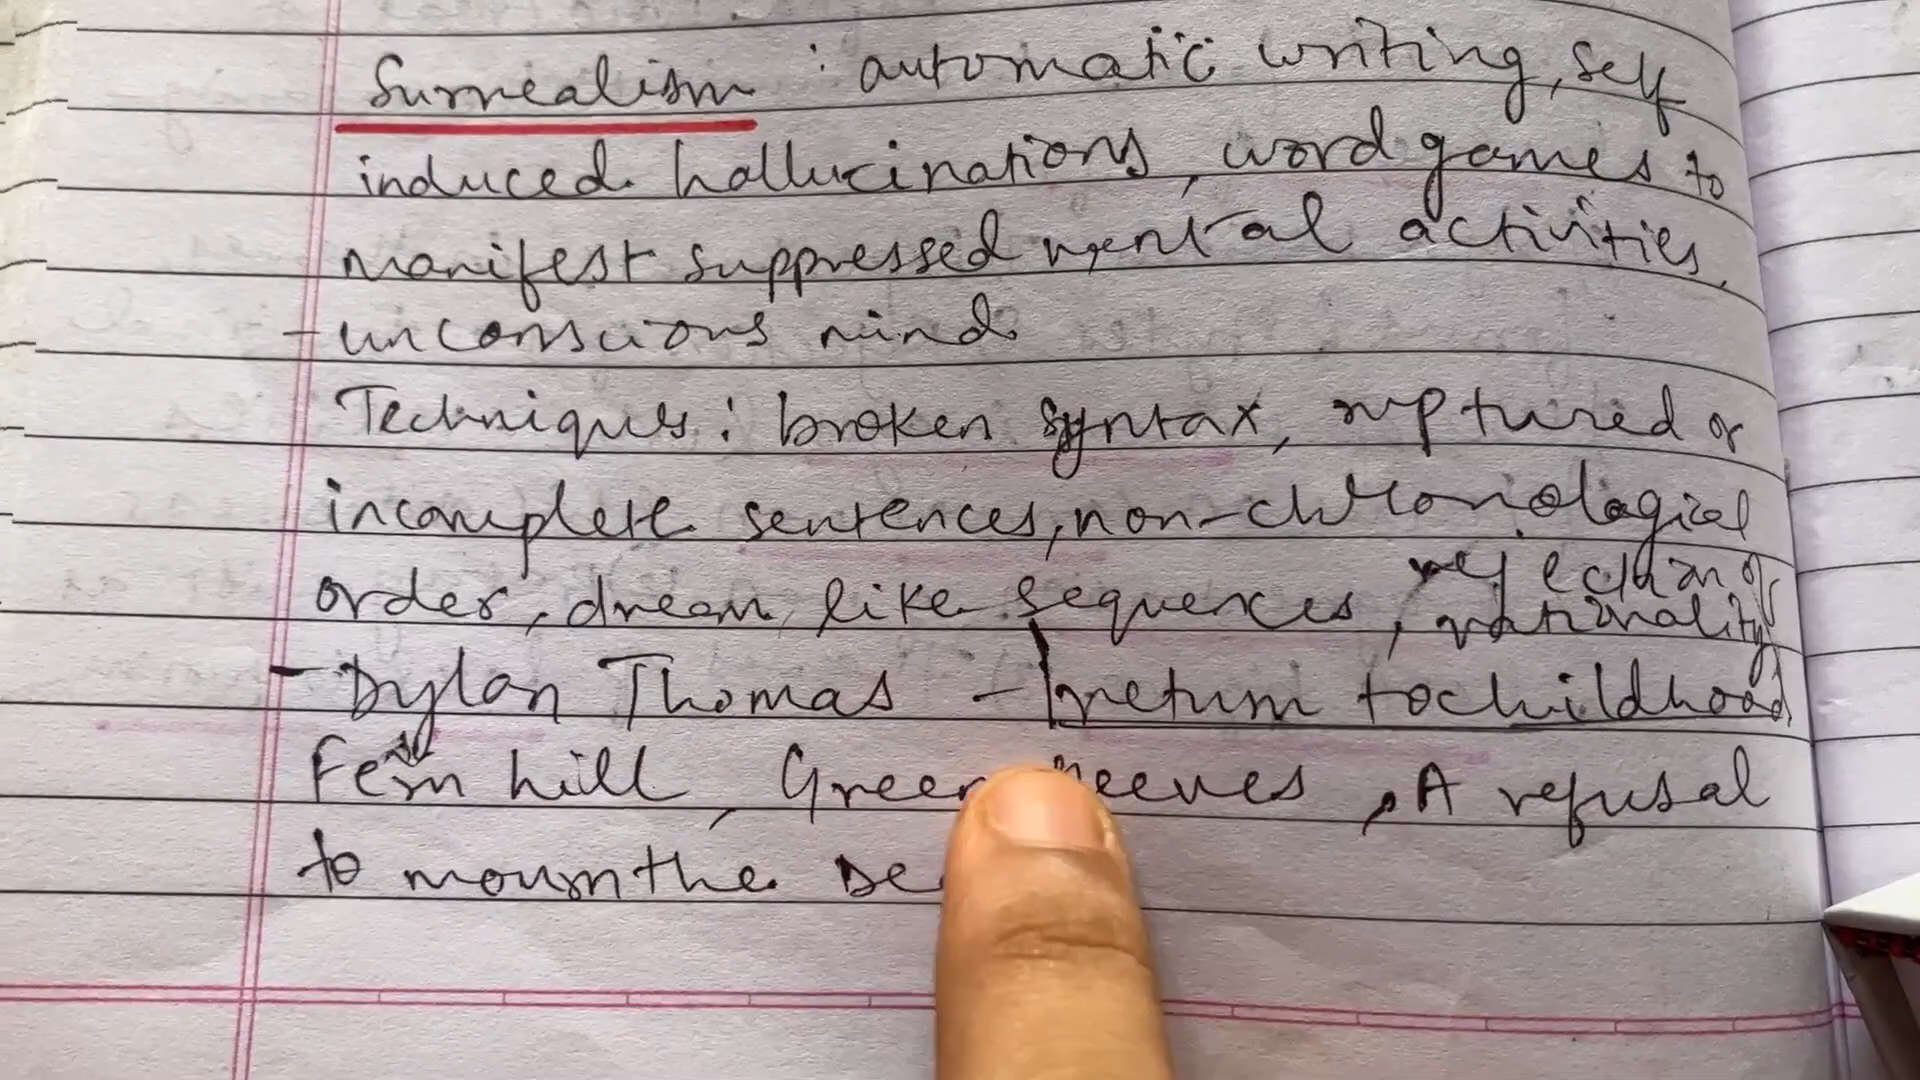 Surrealism : automatic writing, self
induced hallucinations, word games to
manifest suppressed mental activities.
- unconscious mind
Techniques : broken syntax, ruptured or
incomplete sentences, non-chronological
order, dream like sequences, rejection of
rationality
- Dylan Thomas - return to childhood
Fern hill, Green , A refusal
to mourn the